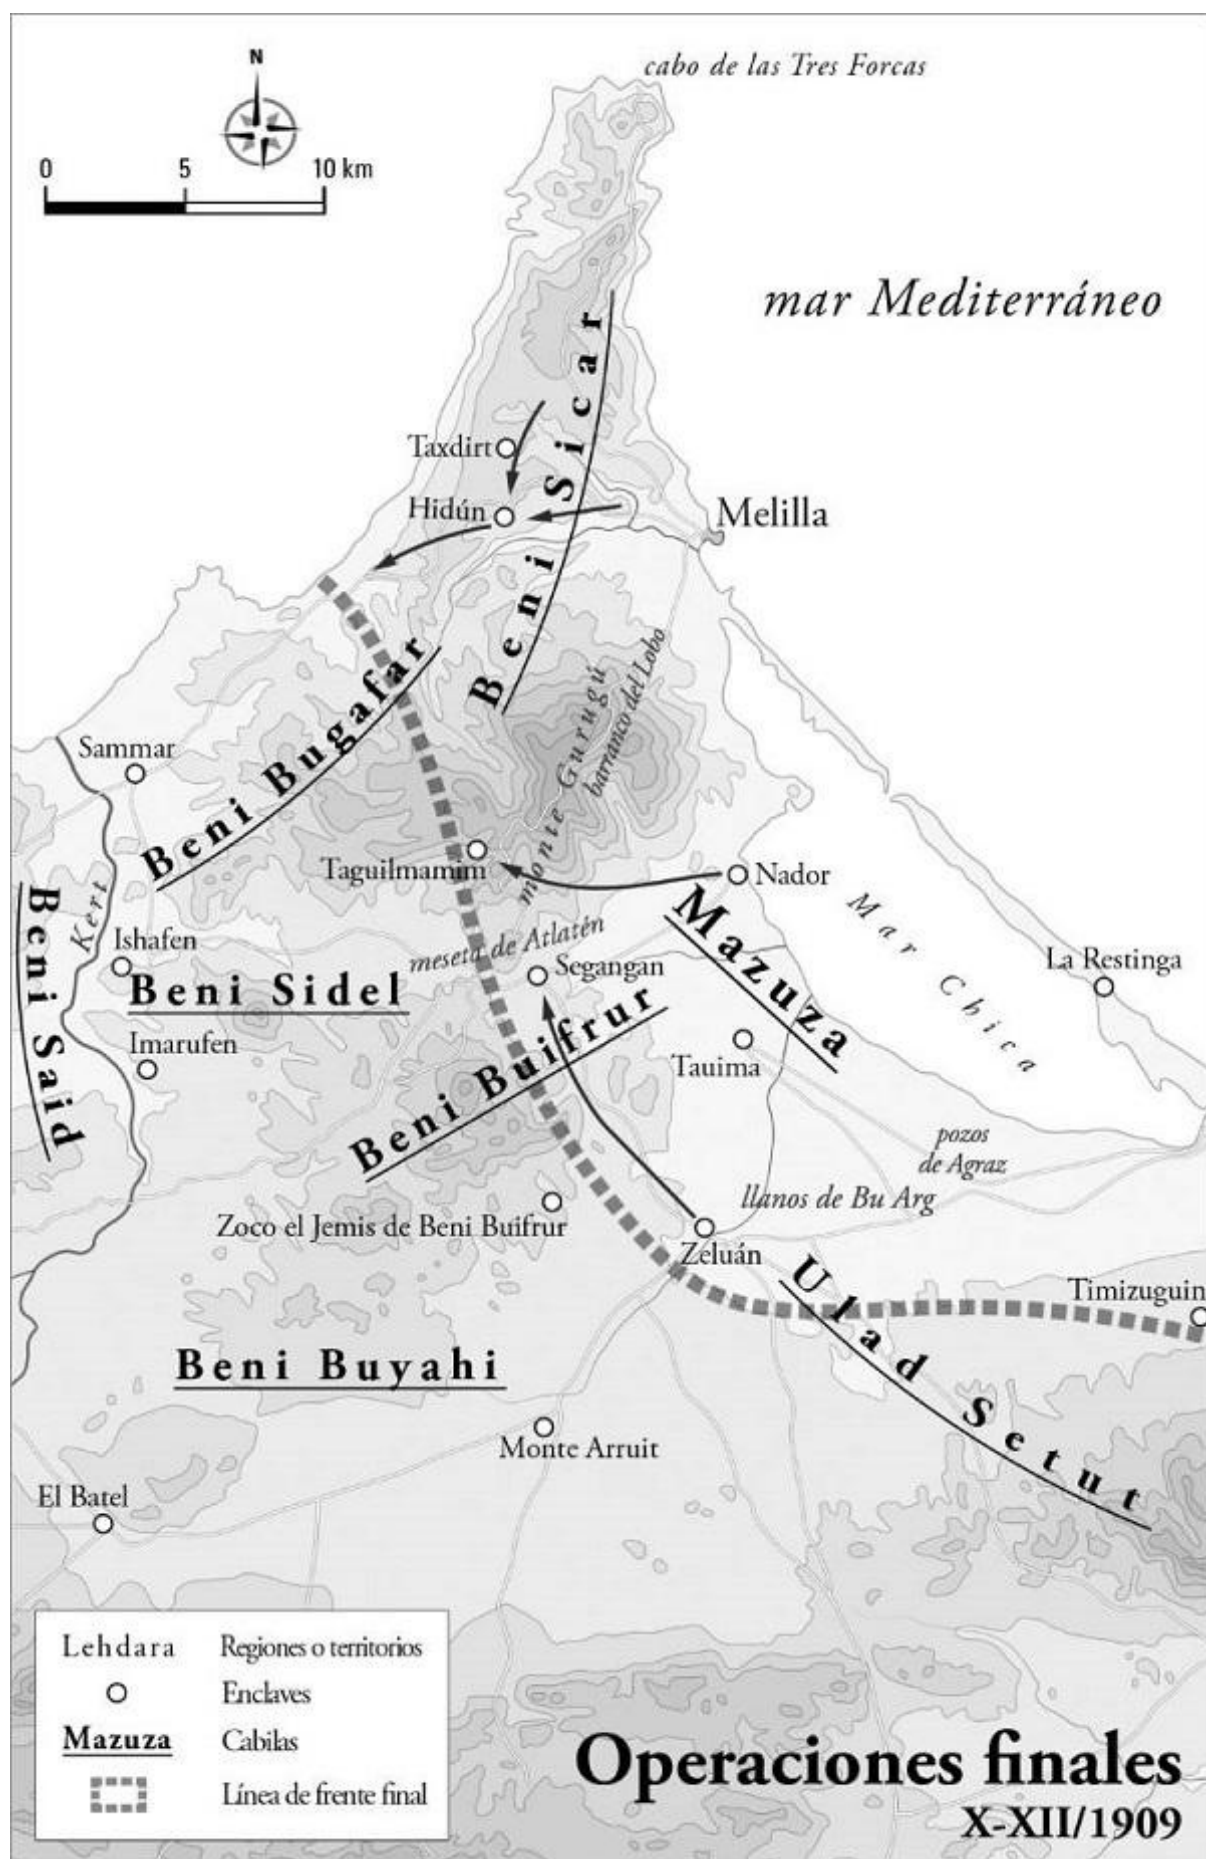 cabo de las Tres Forcas
N
0 5 10 km
mar Mediterráneo
Beni Sicar
Taxdirt
Hidún
Melilla
Beni Bugafar
monte Gurugú
barranco del Lobo
Sammar
Taguilmamim
Nador
Mazuza
Mar Chica
Beni Said
Kert
Ishafen
meseta de Atlatén
Segangan
La Restinga
Beni Sidel
Imarufen
Tauima
Beni Buifrur
pozos
de Agraz
llanos de Bu Arg
Zoco el Jemis de Beni Buifrur
Zeluán
Ulad Setut
Timizuguin
Beni Buyahi
Monte Arruit
El Batel
Lehdara Regiones o territorios
Enclaves
Mazuza Cabilas
Línea de frente final
Operaciones finales
X-XII/1909